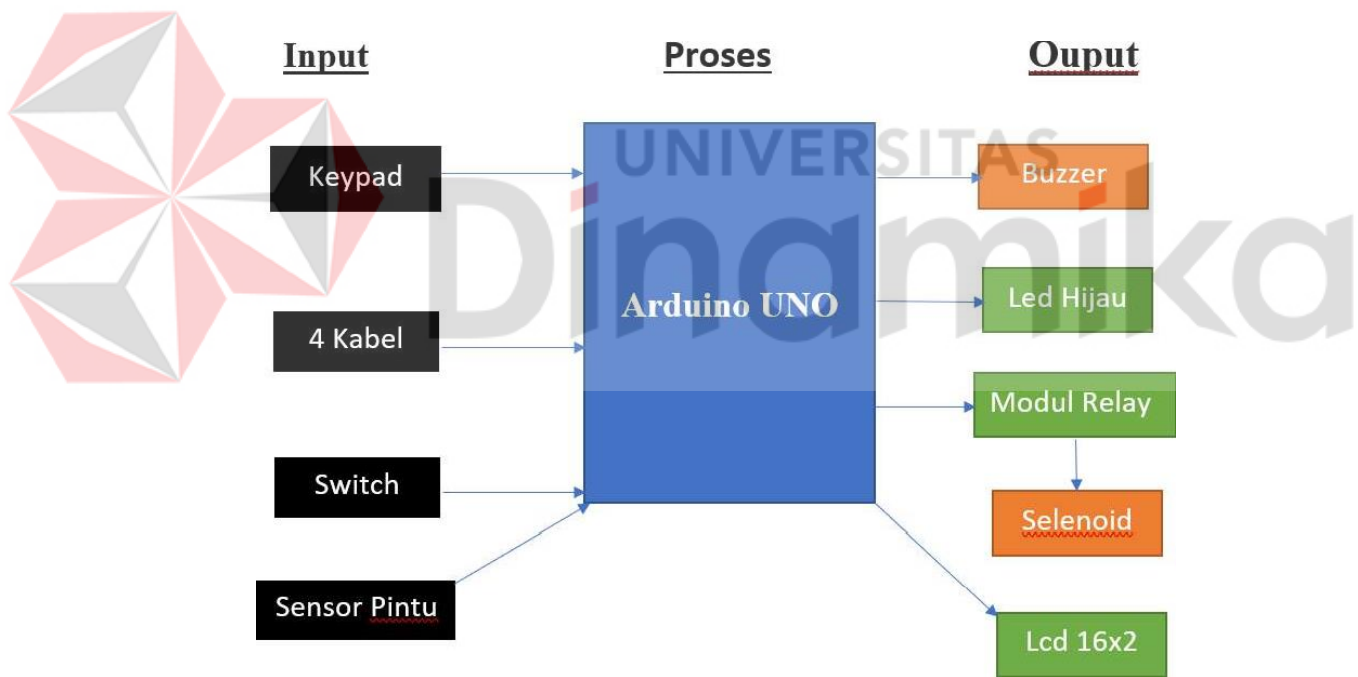 Input
Proses
Ouput
UNIVERSITAS
Dinamika
Keypad
4 Kabel
Switch
Sensor Pintu
Arduino UNO
Buzzer
Led Hijau
Modul Relay
Selenoid
Lcd 16x2